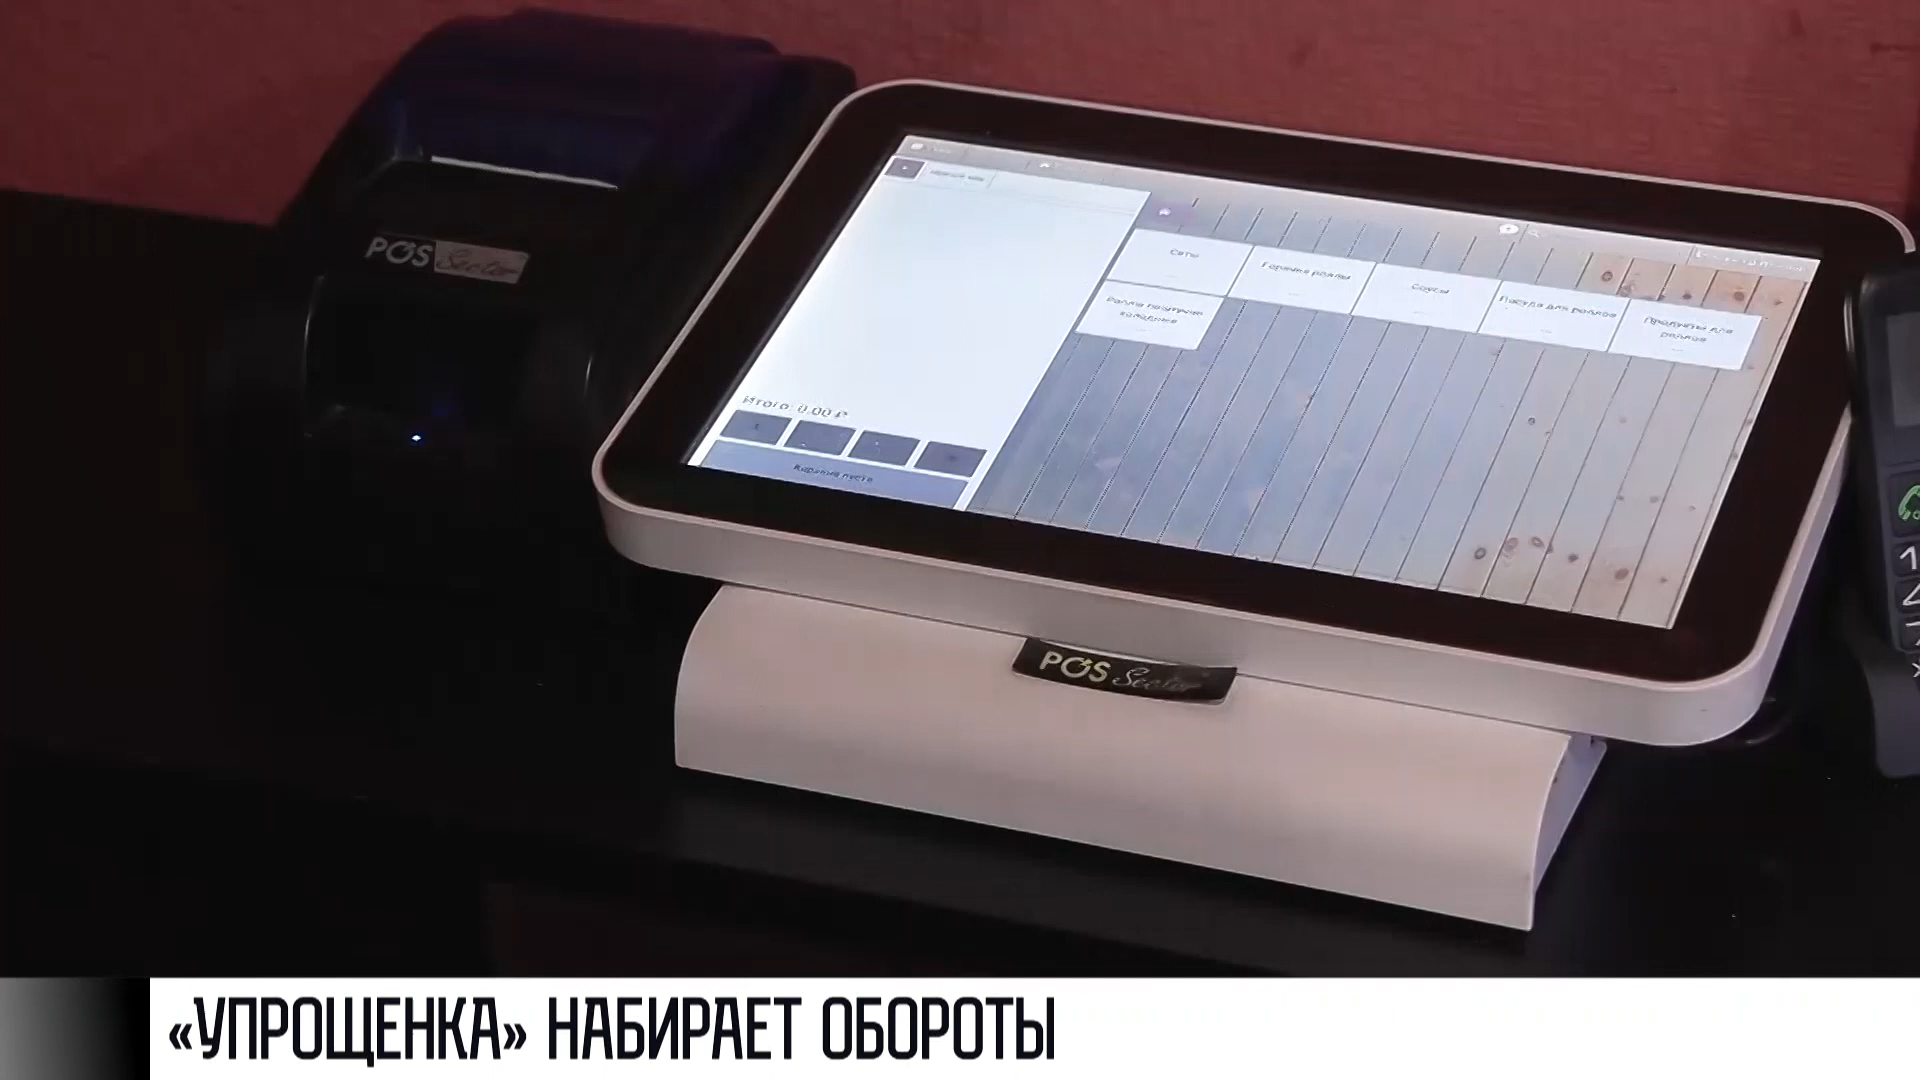 POS Sector
Сеты
Горячие роллы
Соусы
Посуда для роллов
Продукты для
роллов
ИТОГО: 0.00 ₽
Корзина пуста
POS Sector
1
«УПРОЩЕНКА» НАБИРАЕТ ОБОРОТЫ